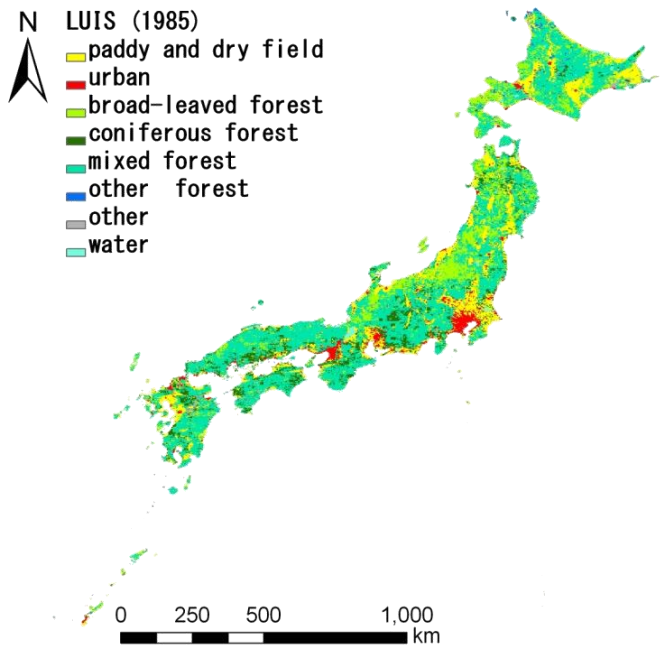 N
LUIS (1985)
paddy and dry field
urban
broad-leaved forest
coniferous forest
mixed forest
other forest
other
water
0 250 500 1,000
km